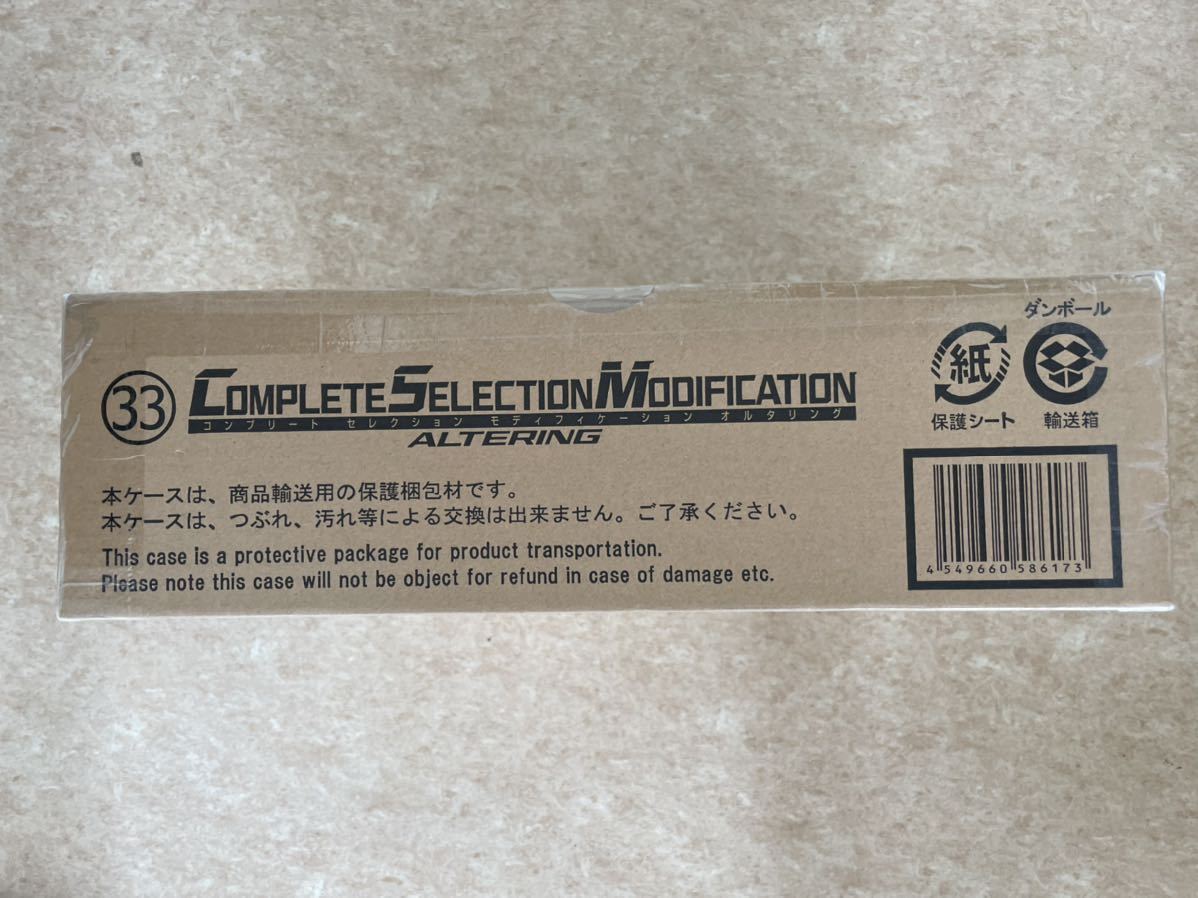 33 COMPLETE SELECTION MODIFICATION
コンプリート セレクション モディフィケーション オルタリング
ALTERING
ダンボール
紙
保護シート 輸送箱
本ケースは、商品輸送用の保護梱包材です。
本ケースは、つぶれ、汚れ等による交換は出来ません。ご了承ください。
This case is a protective package for product transportation.
Please note this case will not be object for refund in case of damage etc.
4 549660 586173